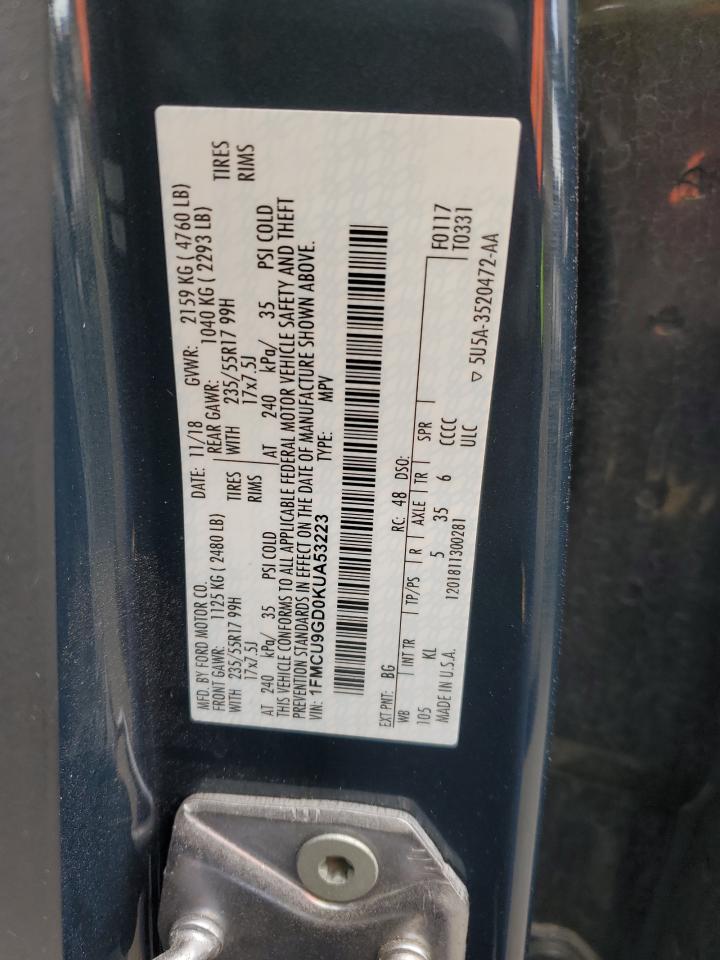 MFD. BY FORD MOTOR CO.
DATE: 11/18 GVWR: 2159 KG ( 4760 LB)
FRONT GAWR: 1125 KG ( 2480 LB) REAR GAWR: 1040 KG ( 2293 LB)
WITH 235/55R17 99H TIRES WITH 235/55R17 99H TIRES
17x7.5J RIMS 17x7.5J RIMS
AT 240 kPa/ 35 PSI COLD AT 240 kPa/ 35 PSI COLD
THIS VEHICLE CONFORMS TO ALL APPLICABLE FEDERAL MOTOR VEHICLE SAFETY AND THEFT
PREVENTION STANDARDS IN EFFECT ON THE DATE OF MANUFACTURE SHOWN ABOVE.
VIN: 1FMCU9GD0KUA53223 TYPE: MPV
EXT PNT: BG RC: 48 DSO:
WB INT TR TP/PS R AXLE TR SPR F0117
105 KL 5 35 6 CCCC T0331
MADE IN U.S.A. 1201811300281 ULC
▽ 5U5A-3520472-AA